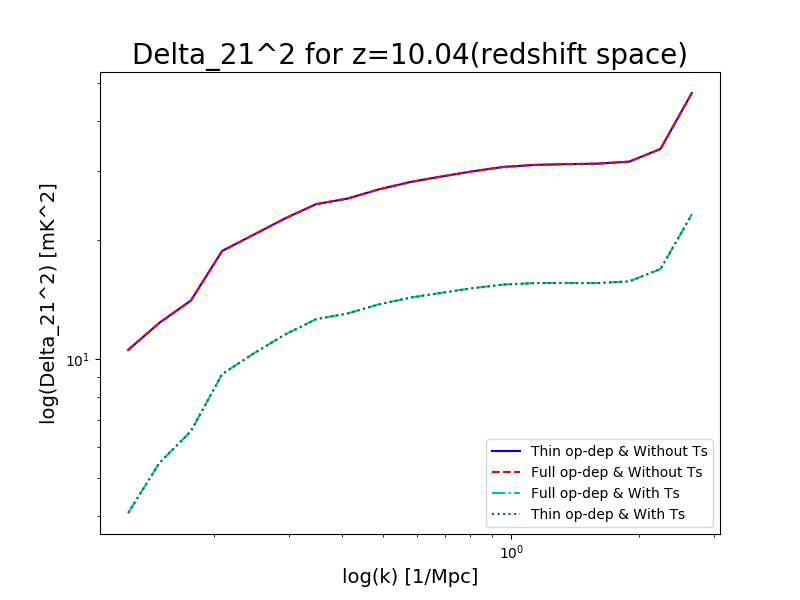 Delta_21^2 for z=10.04(redshift space)
log(Delta_21^2) [mK^2]
10^1
10^0
log(k) [1/Mpc]
Thin op-dep & Without Ts
Full op-dep & Without Ts
Full op-dep & With Ts
Thin op-dep & With Ts